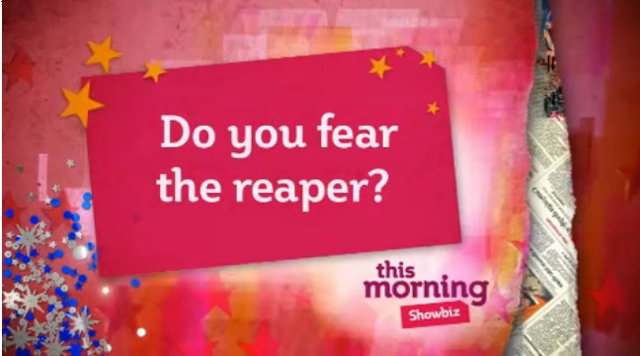 Do you fear
the reaper?
this
morning
Showbiz